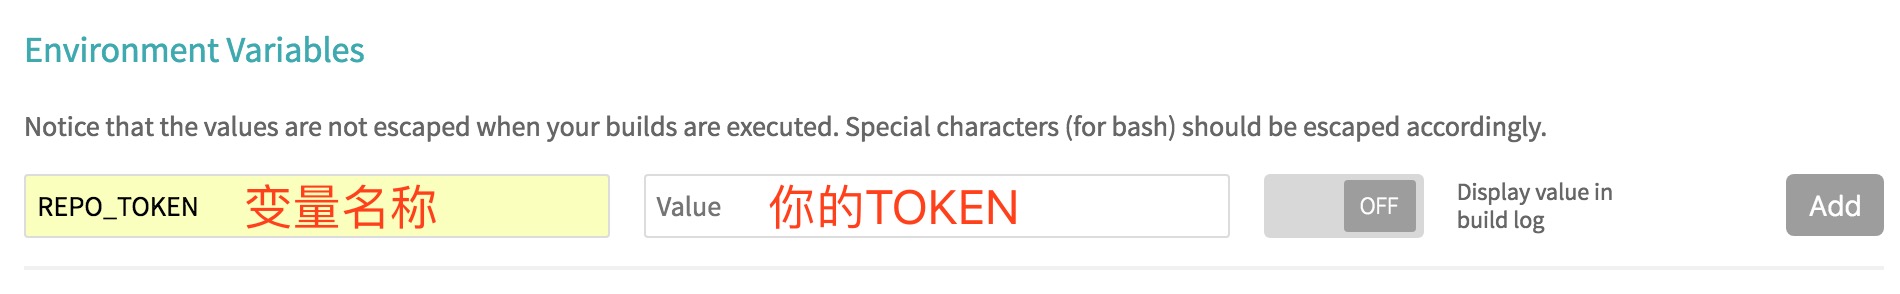 Environment Variables
Notice that the values are not escaped when your builds are executed. Special characters (for bash) should be escaped accordingly.
REPO_TOKEN 变量名称 Value 你的TOKEN OFF Display value in
build log
Add